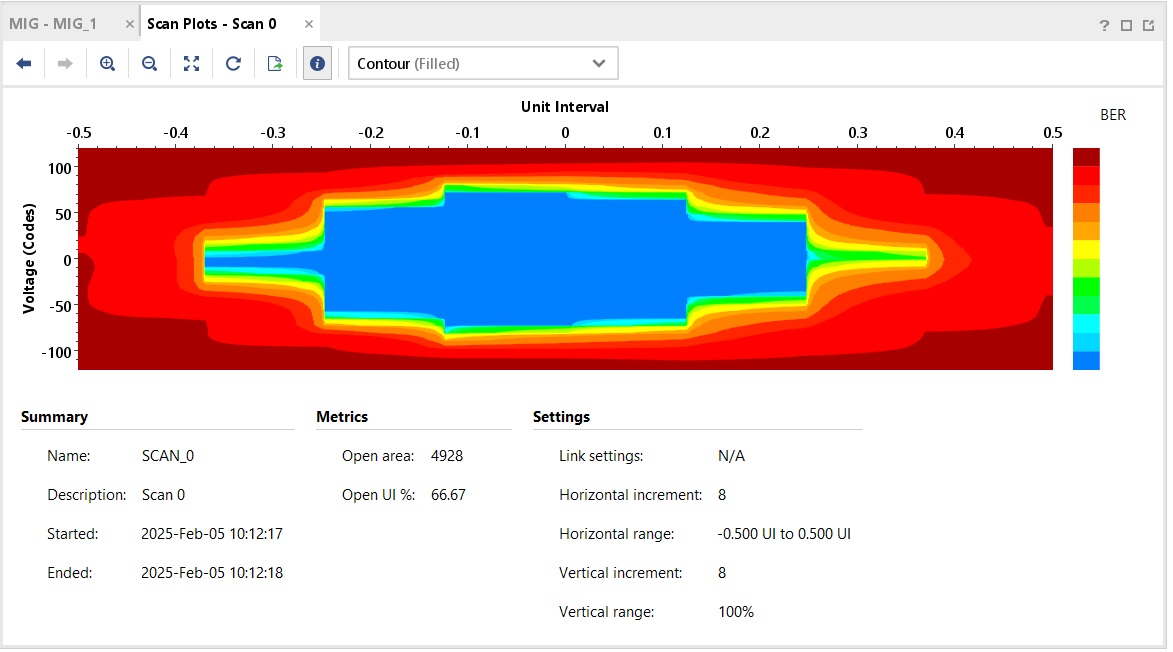 MIG - MIG_1 × Scan Plots - Scan 0 × ?
Contour (Filled)
Unit Interval
BER
-0.5 -0.4 -0.3 -0.2 -0.1 0 0.1 0.2 0.3 0.4 0.5
Voltage (Codes)
100
50
0
-50
-100
Summary
Name: SCAN_0
Description: Scan 0
Started: 2025-Feb-05 10:12:17
Ended: 2025-Feb-05 10:12:18
Metrics
Open area: 4928
Open UI %: 66.67
Settings
Link settings: N/A
Horizontal increment: 8
Horizontal range: -0.500 UI to 0.500 UI
Vertical increment: 8
Vertical range: 100%